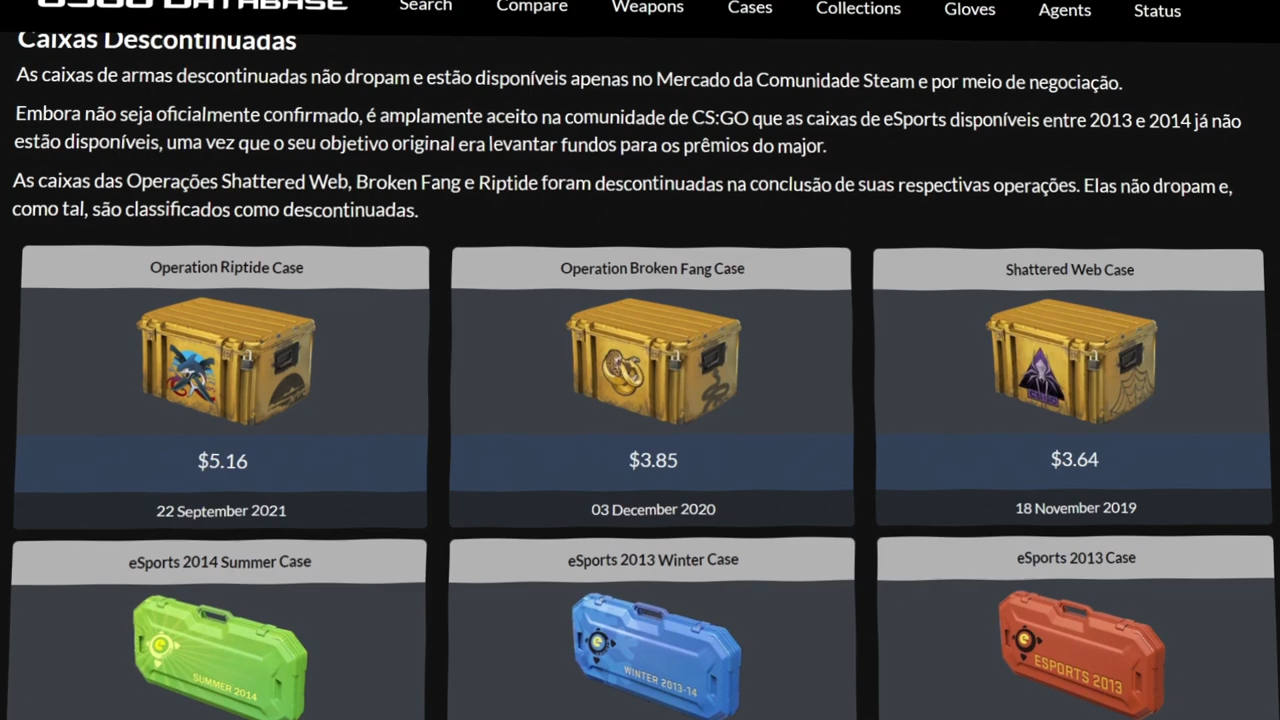 CSGO DATABASE
Search Compare Weapons Cases Collections Gloves Agents Status
Caixas Descontinuadas
As caixas de armas descontinuadas não dropam e estão disponíveis apenas no Mercado da Comunidade Steam e por meio de negociação.
Embora não seja oficialmente confirmado, é amplamente aceito na comunidade de CS:GO que as caixas de eSports disponíveis entre 2013 e 2014 já não
estão disponíveis, uma vez que o seu objetivo original era levantar fundos para os prêmios do major.
As caixas das Operações Shattered Web, Broken Fang e Riptide foram descontinuadas na conclusão de suas respectivas operações. Elas não dropam e,
como tal, são classificados como descontinuadas.
Operation Riptide Case
Operation Broken Fang Case
Shattered Web Case
$5.16
$3.85
$3.64
22 September 2021
03 December 2020
18 November 2019
eSports 2014 Summer Case
eSports 2013 Winter Case
eSports 2013 Case
SUMMER 2014
WINTER 2013-14
ESPORTS 2013